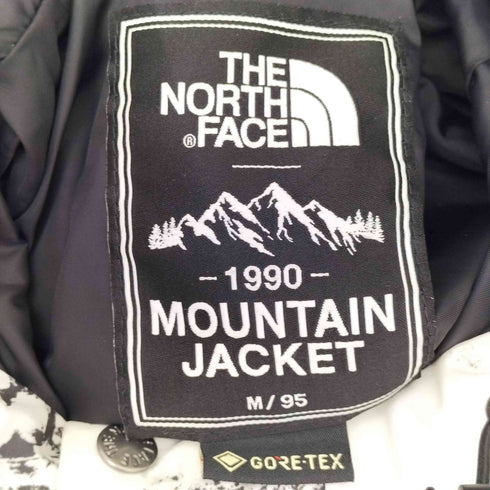 THE
NORTH
® FACE
- 1990 -
MOUNTAIN
JACKET
M / 95
GORE-TEX